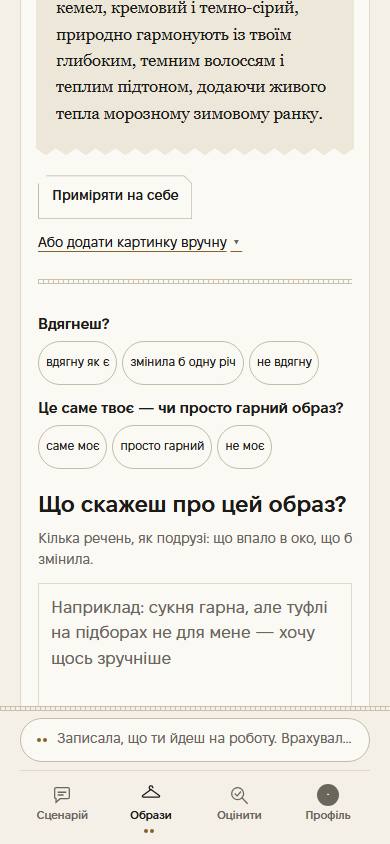 кемел, кремовий і темно-сірий,
природно гармонують із твоїм
глибоким, темним волоссям і
теплим підтоном, додаючи живого
тепла морозному зимовому ранку.
Приміряти на себе
Або додати картинку вручну
Вдягнеш?
вдягну як є
змінила б одну річ
не вдягну
Це саме твоє — чи просто гарний образ?
саме моє
просто гарний
не моє
Що скажеш про цей образ?
Кілька речень, як подрузі: що впало в око, що б
змінила.
Наприклад: сукня гарна, але туфлі
на підборах не для мене — хочу
щось зручніше
Записала, що ти йдеш на роботу. Врахувал...
Сценарій
Образи
Оцінити
Профіль